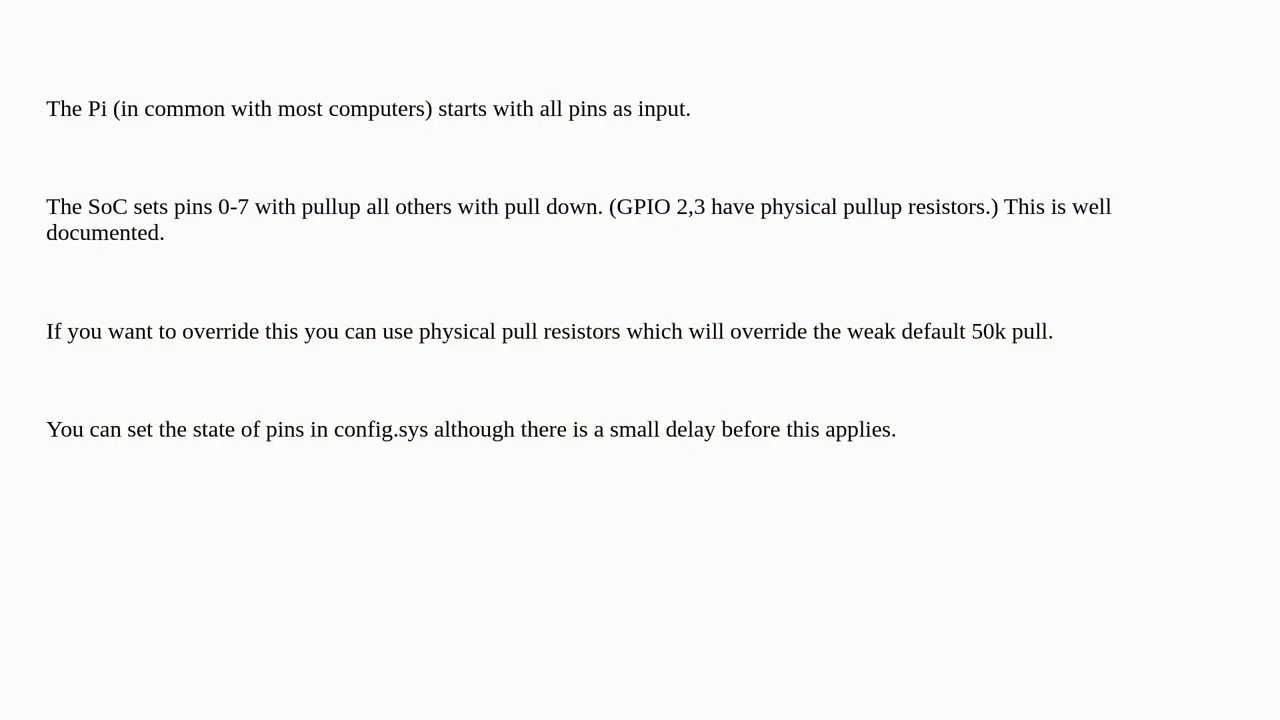 The Pi (in common with most computers) starts with all pins as input.
The SoC sets pins 0-7 with pullup all others with pull down. (GPIO 2,3 have physical pullup resistors.) This is well
documented.
If you want to override this you can use physical pull resistors which will override the weak default 50k pull.
You can set the state of pins in config.sys although there is a small delay before this applies.